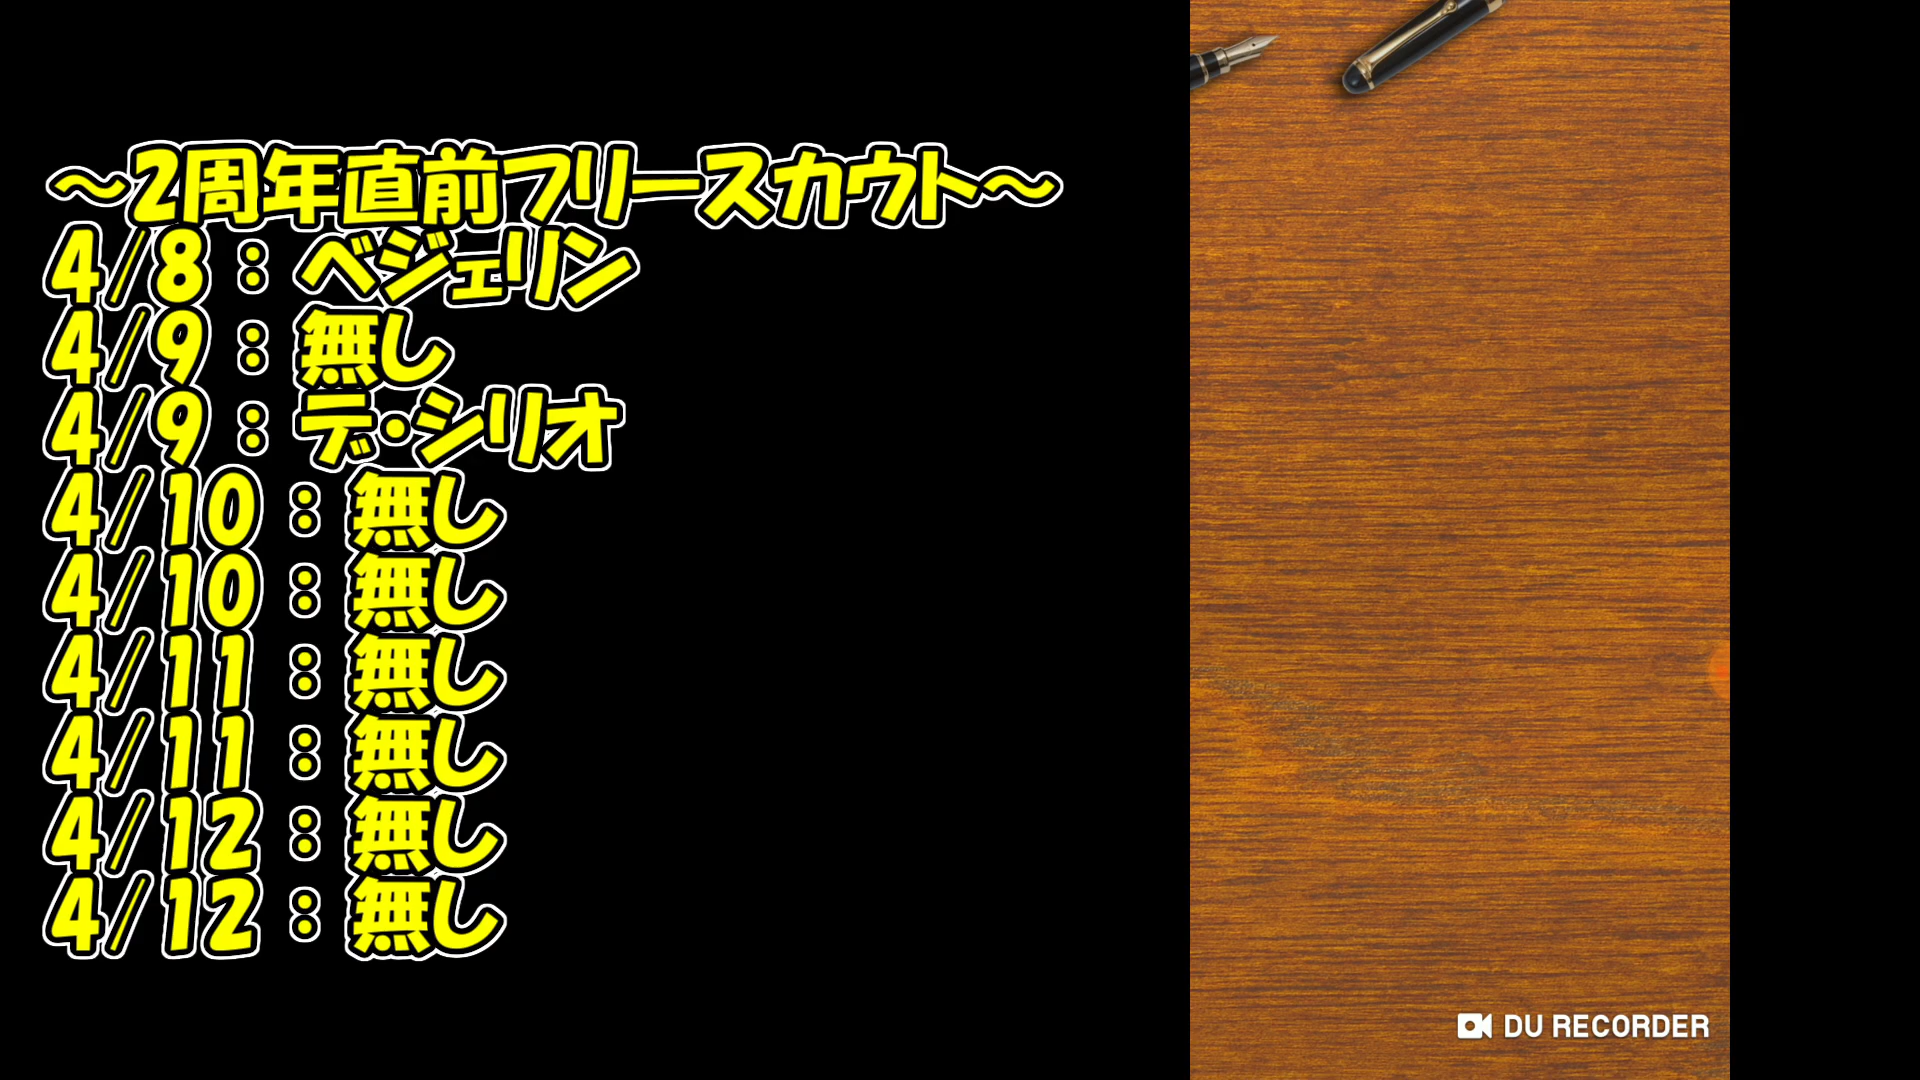 ～2周年直前フリースカウト～
4/8：ベジェリン
4/9：無し
4/9：デ・シリオ
4/10：無し
4/10：無し
4/11：無し
4/11：無し
4/12：無し
4/12：無し
DU RECORDER